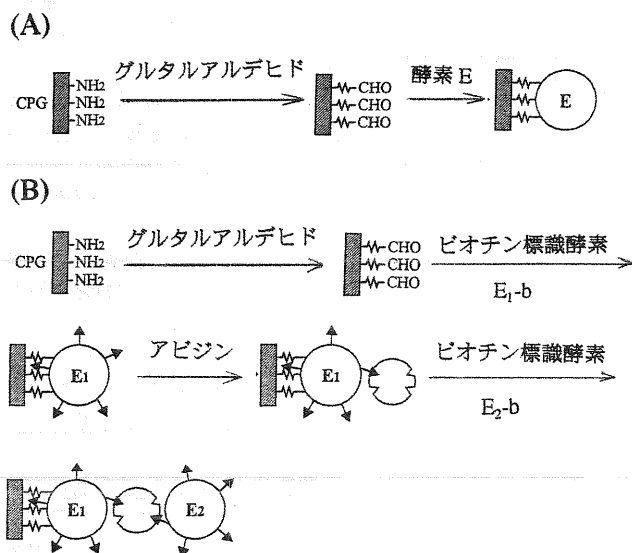 (A)
グルタルアルデヒド 酵素 E
CPG NH2 NH2 NH2 CHO CHO CHO E
(B)
グルタルアルデヒド ビオチン標識酵素
CPG NH2 NH2 NH2 CHO CHO CHO E1-b
アビジン ビオチン標識酵素
E1 E1 E2-b
E1 E2